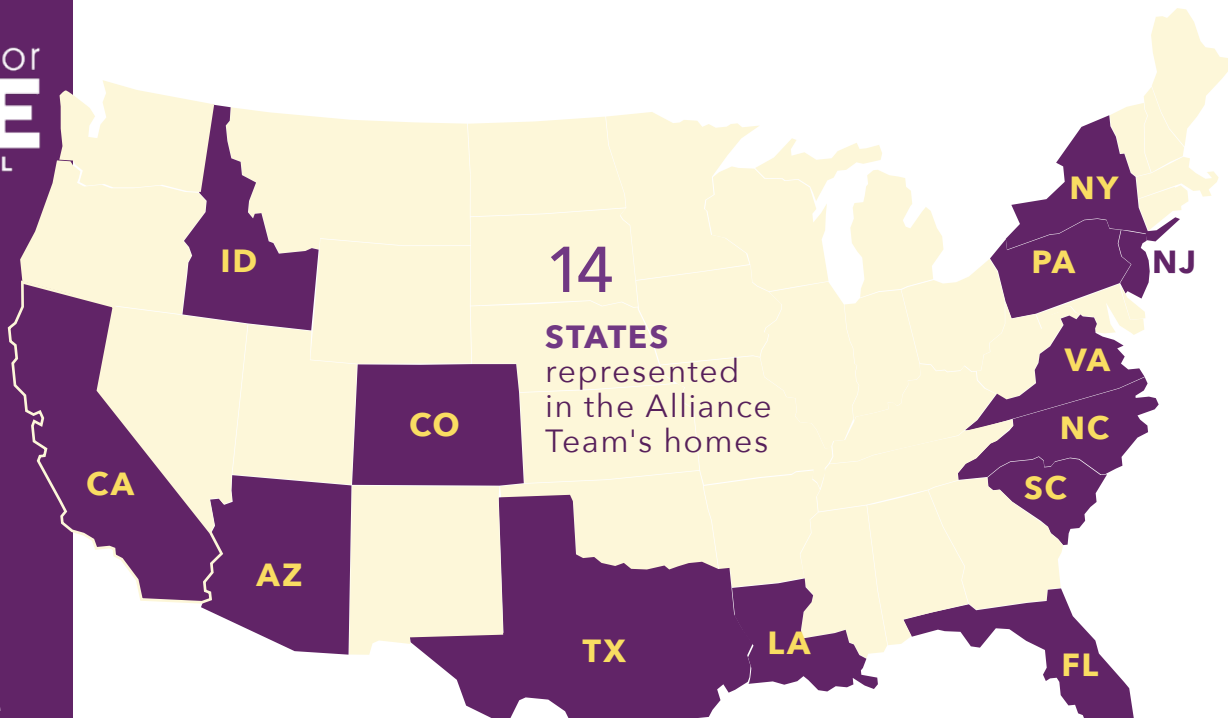 or
E
L
NY
ID
PA
NJ
14
STATES
represented
in the Alliance
Team's homes
VA
CO
NC
CA
SC
AZ
TX
LA
FL